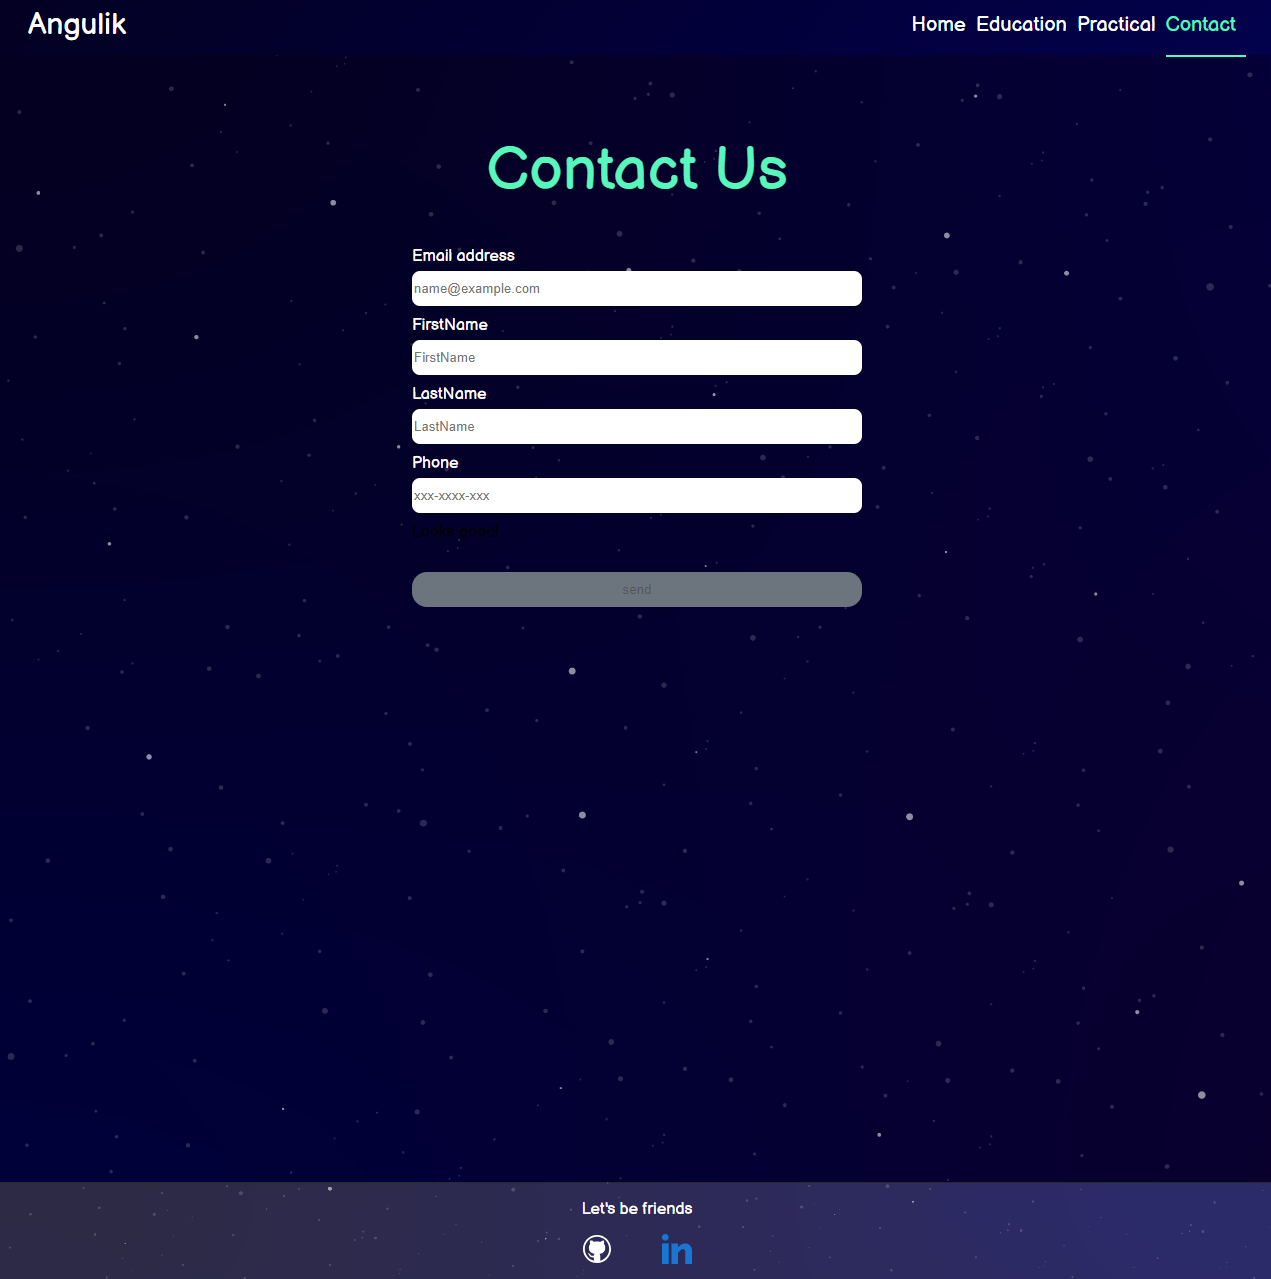 Angulik
Home Education Practical Contact
Contact Us
Email address
name@example.com
FirstName
FirstName
LastName
LastName
Phone
xxx-xxxx-xxx
Looks good!
send
Let's be friends
in